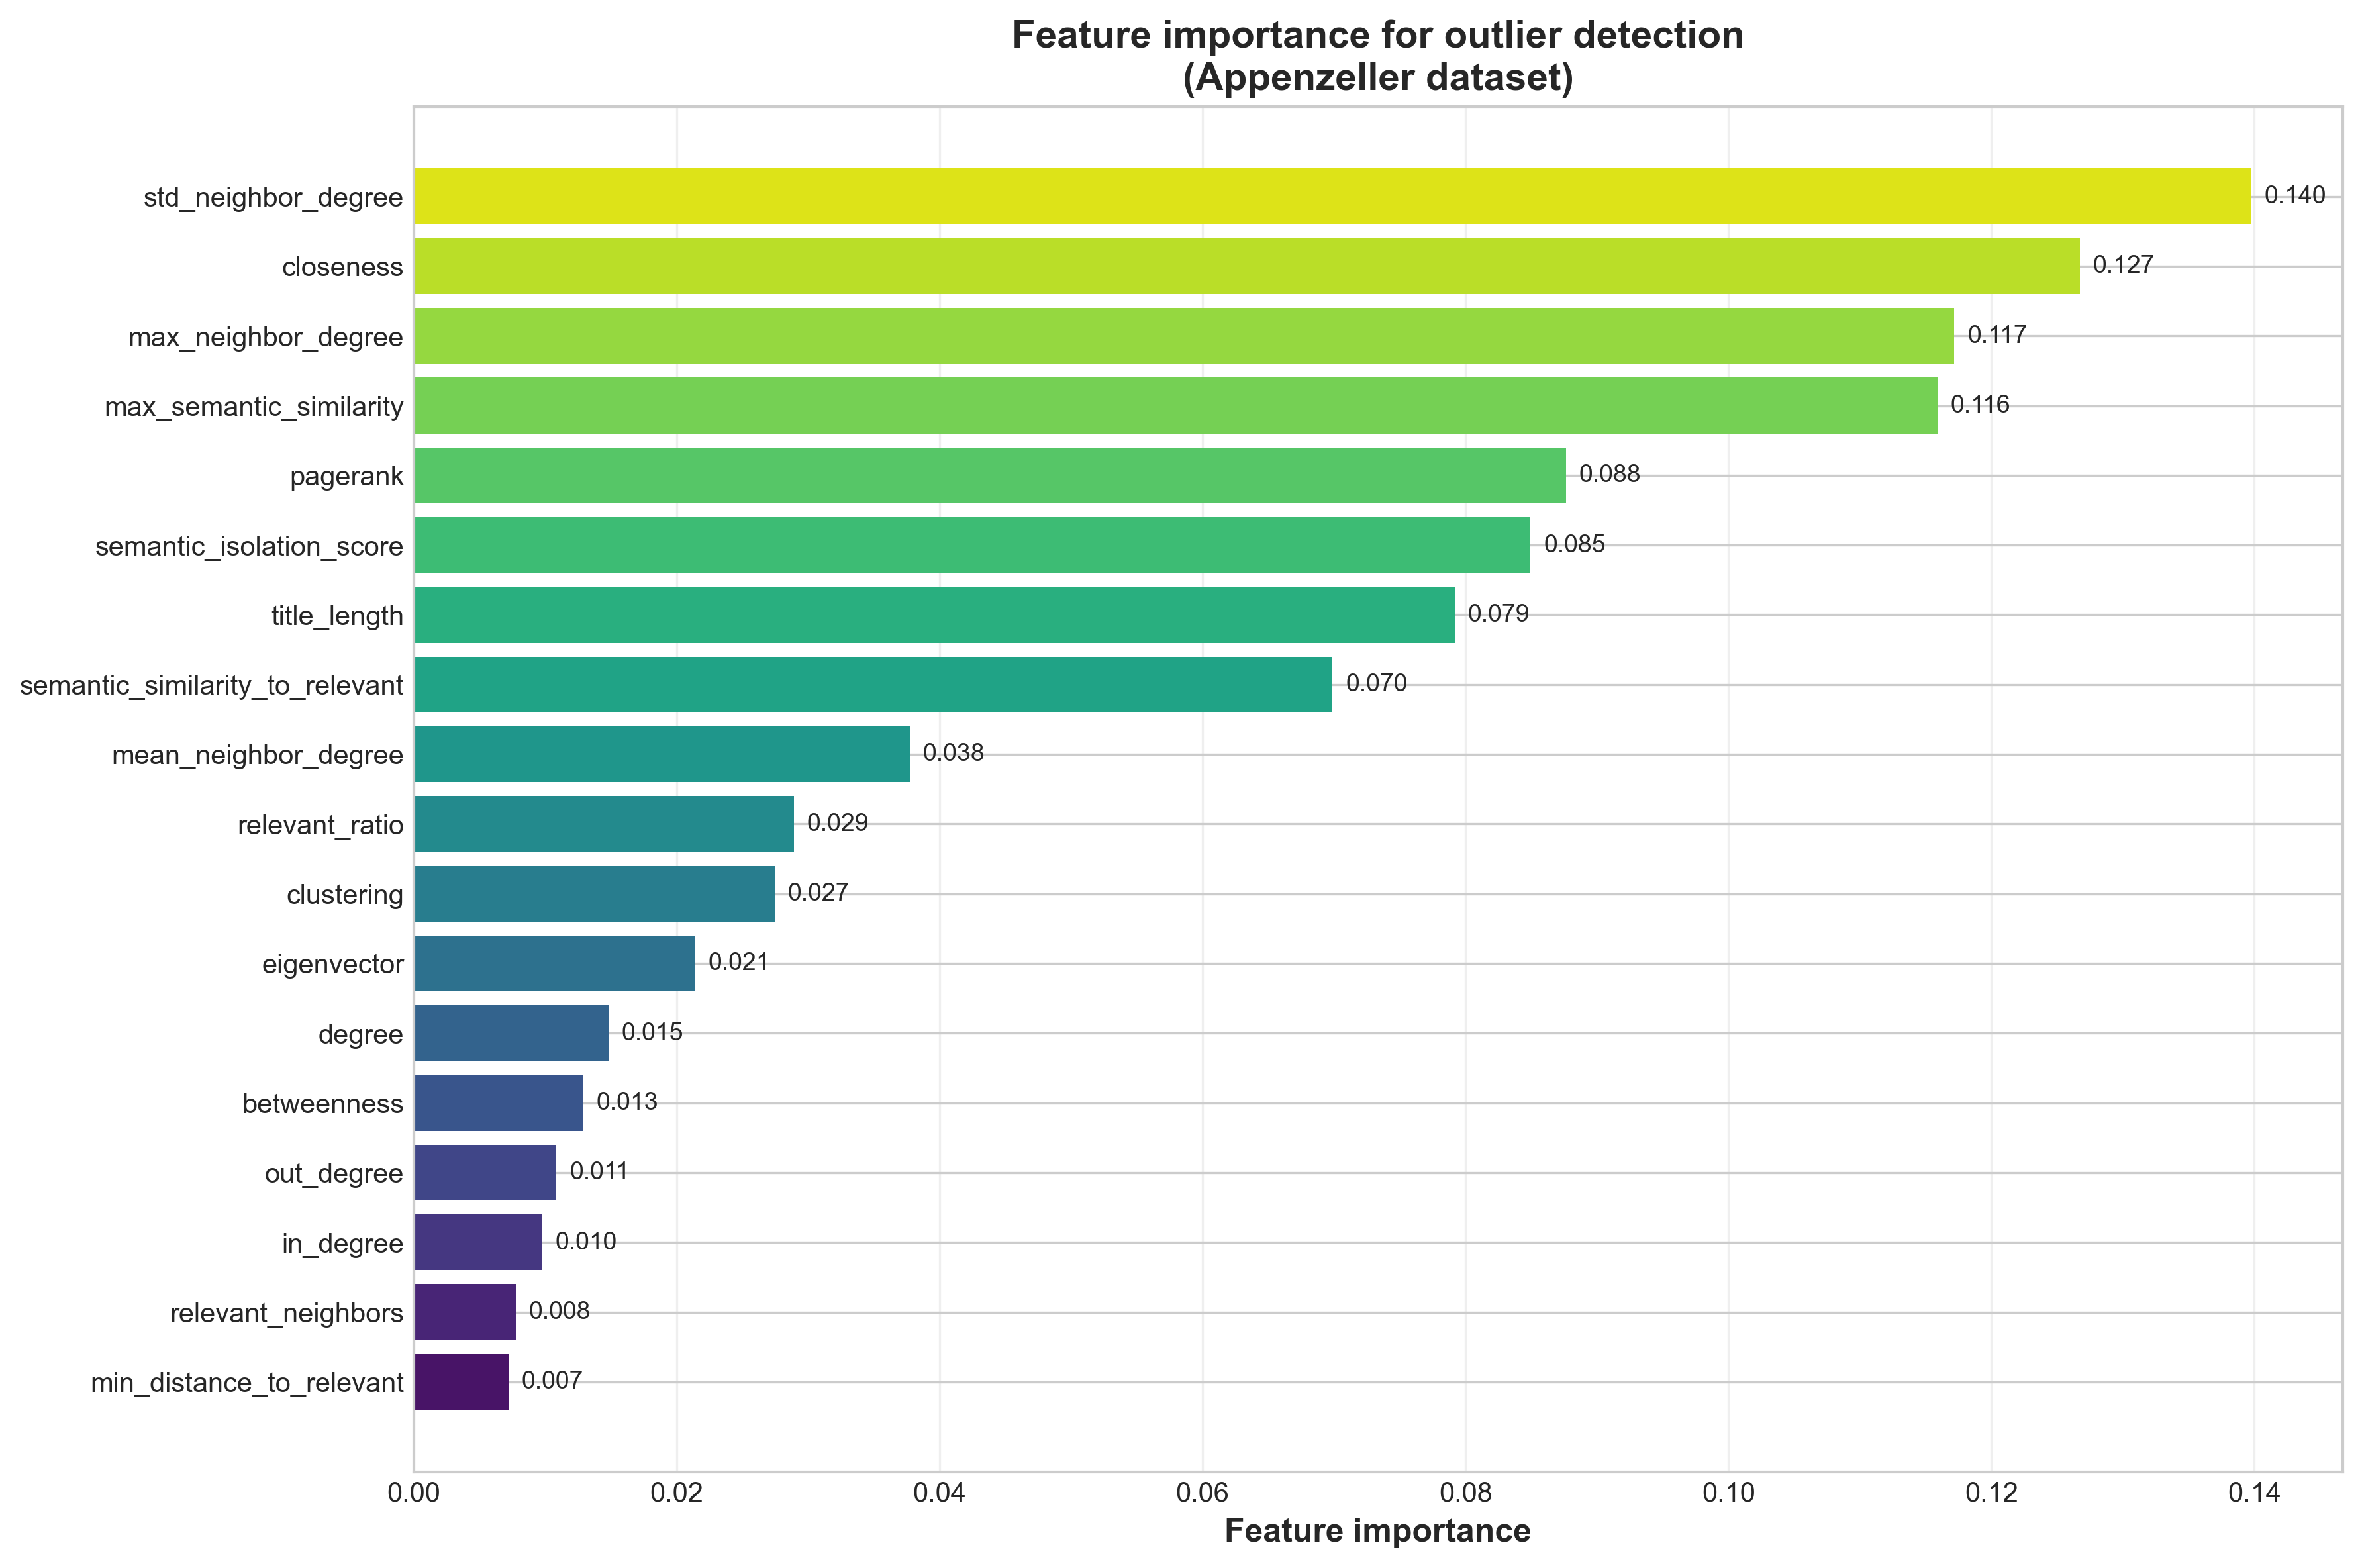 Feature importance for outlier detection
(Appenzeller dataset)
std_neighbor_degree 0.140
closeness 0.127
max_neighbor_degree 0.117
max_semantic_similarity 0.116
pagerank 0.088
semantic_isolation_score 0.085
title_length 0.079
semantic_similarity_to_relevant 0.070
mean_neighbor_degree 0.038
relevant_ratio 0.029
clustering 0.027
eigenvector 0.021
degree 0.015
betweenness 0.013
out_degree 0.011
in_degree 0.010
relevant_neighbors 0.008
min_distance_to_relevant 0.007
0.00 0.02 0.04 0.06 0.08 0.10 0.12 0.14
Feature importance